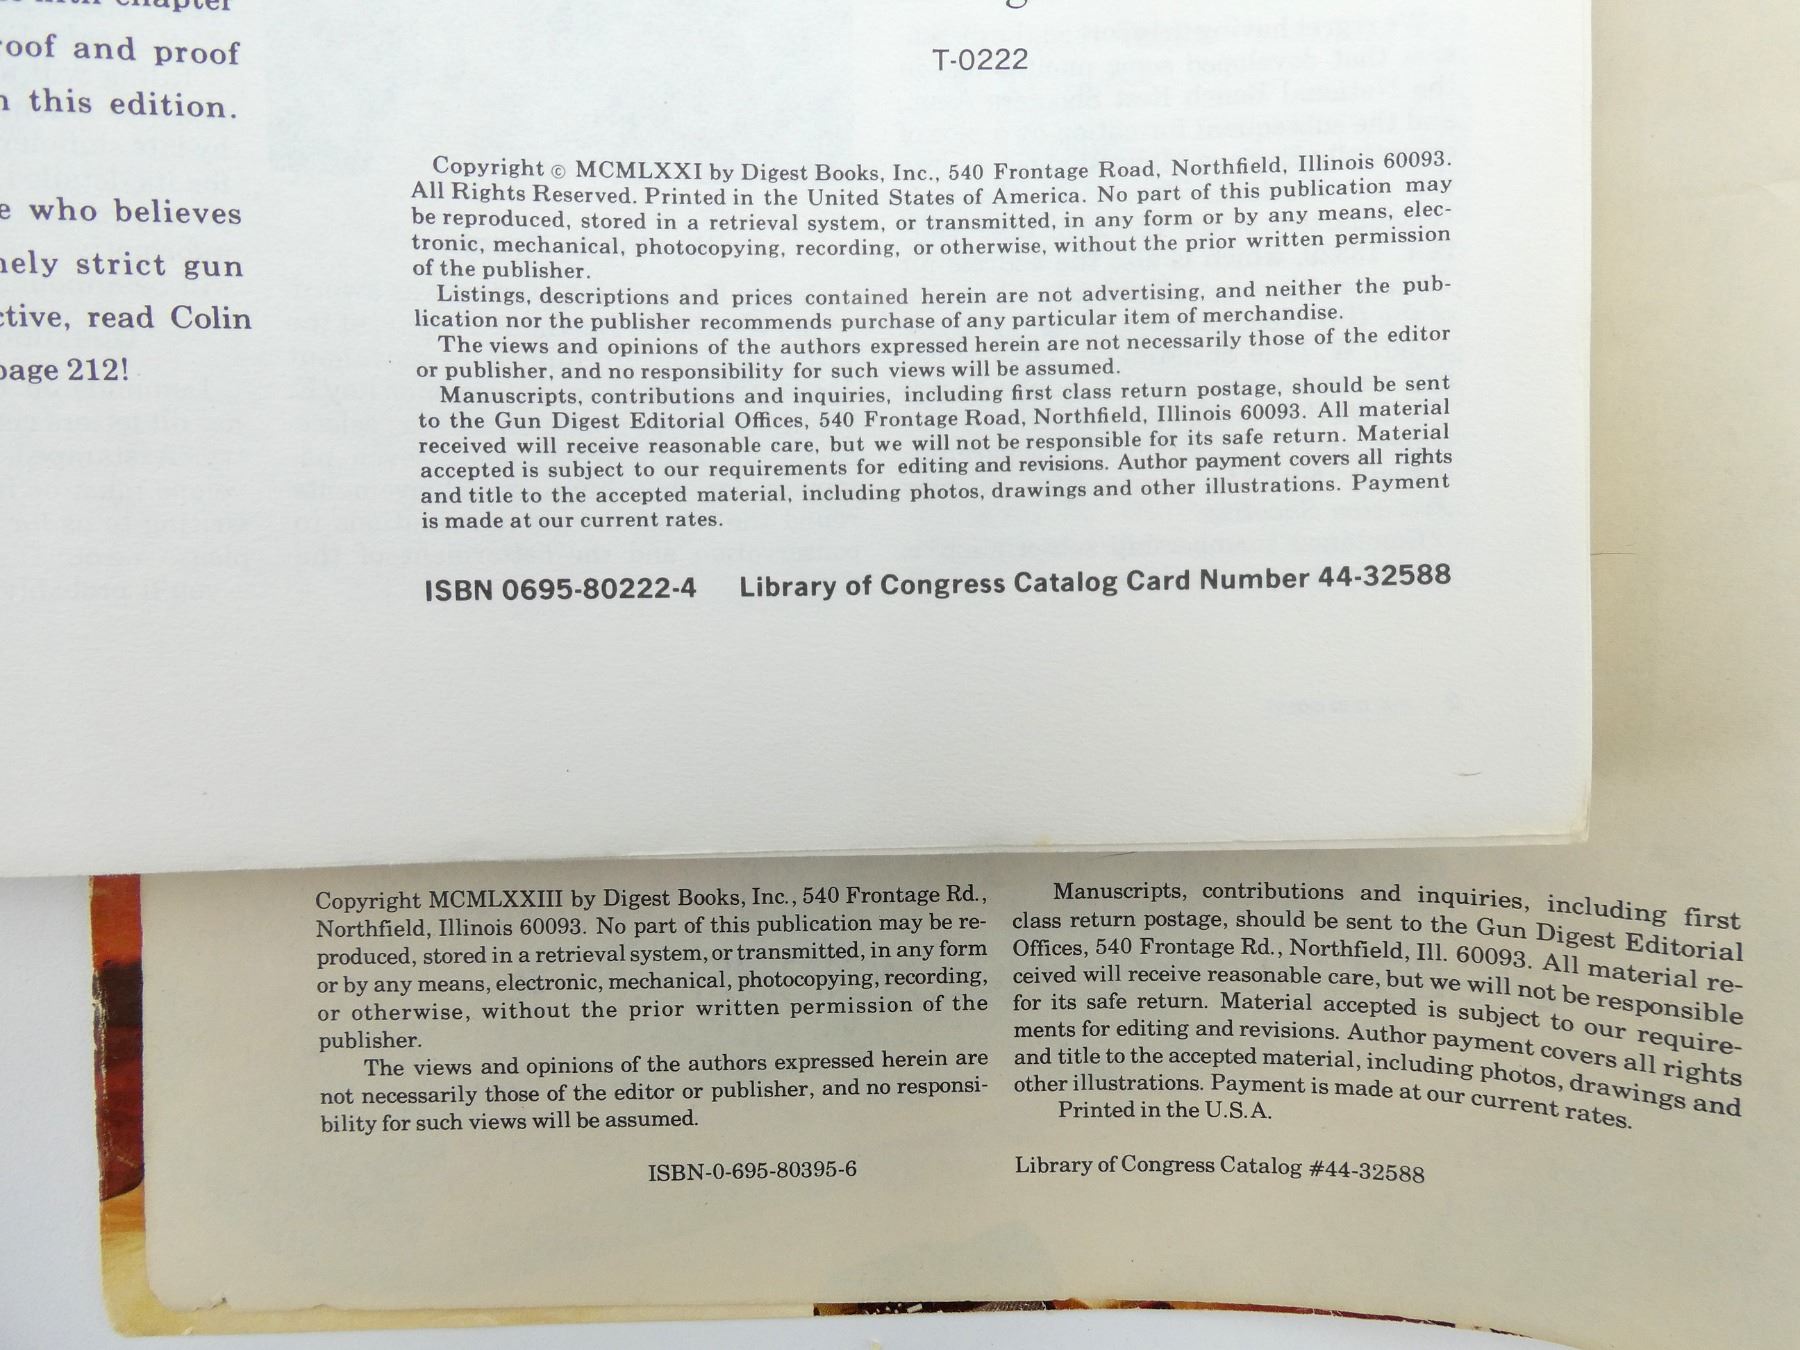 chapter
oof and proof
this edition.
e who believes
ely strict gun
ctive, read Colin
page 212!
T-0222
Copyright © MCMLXXI by Digest Books, Inc., 540 Frontage Road, Northfield, Illinois 60093.
All Rights Reserved. Printed in the United States of America. No part of this publication may
be reproduced, stored in a retrieval system, or transmitted, in any form or by any means, elec-
tronic, mechanical, photocopying, recording, or otherwise, without the prior written permission
of the publisher.
Listings, descriptions and prices contained herein are not advertising, and neither the pub-
lication nor the publisher recommends purchase of any particular item of merchandise.
The views and opinions of the authors expressed herein are not necessarily those of the editor
or publisher, and no responsibility for such views will be assumed.
Manuscripts, contributions and inquiries, including first class return postage, should be sent
to the Gun Digest Editorial Offices, 540 Frontage Road, Northfield, Illinois 60093. All material
received will receive reasonable care, but we will not be responsible for its safe return. Material
accepted is subject to our requirements for editing and revisions. Author payment covers all rights
and title to the accepted material, including photos, drawings and other illustrations. Payment
is made at our current rates.
ISBN 0695-80222-4 Library of Congress Catalog Card Number 44-32588
Copyright MCMLXXIII by Digest Books, Inc., 540 Frontage Rd.,
Northfield, Illinois 60093. No part of this publication may be re-
produced, stored in a retrieval system, or transmitted, in any form
or by any means, electronic, mechanical, photocopying, recording,
or otherwise, without the prior written permission of the
publisher.
The views and opinions of the authors expressed herein are
not necessarily those of the editor or publisher, and no responsi-
bility for such views will be assumed.
ISBN-0-695-80395-6
Manuscripts, contributions and inquiries, including first
class return postage, should be sent to the Gun Digest Editorial
Offices, 540 Frontage Rd., Northfield, Ill. 60093. All material re-
ceived will receive reasonable care, but we will not be responsible
for its safe return. Material accepted is subject to our require-
ments for editing and revisions. Author payment covers all rights
and title to the accepted material, including photos, drawings and
other illustrations. Payment is made at our current rates.
Printed in the U.S.A.
Library of Congress Catalog #44-32588